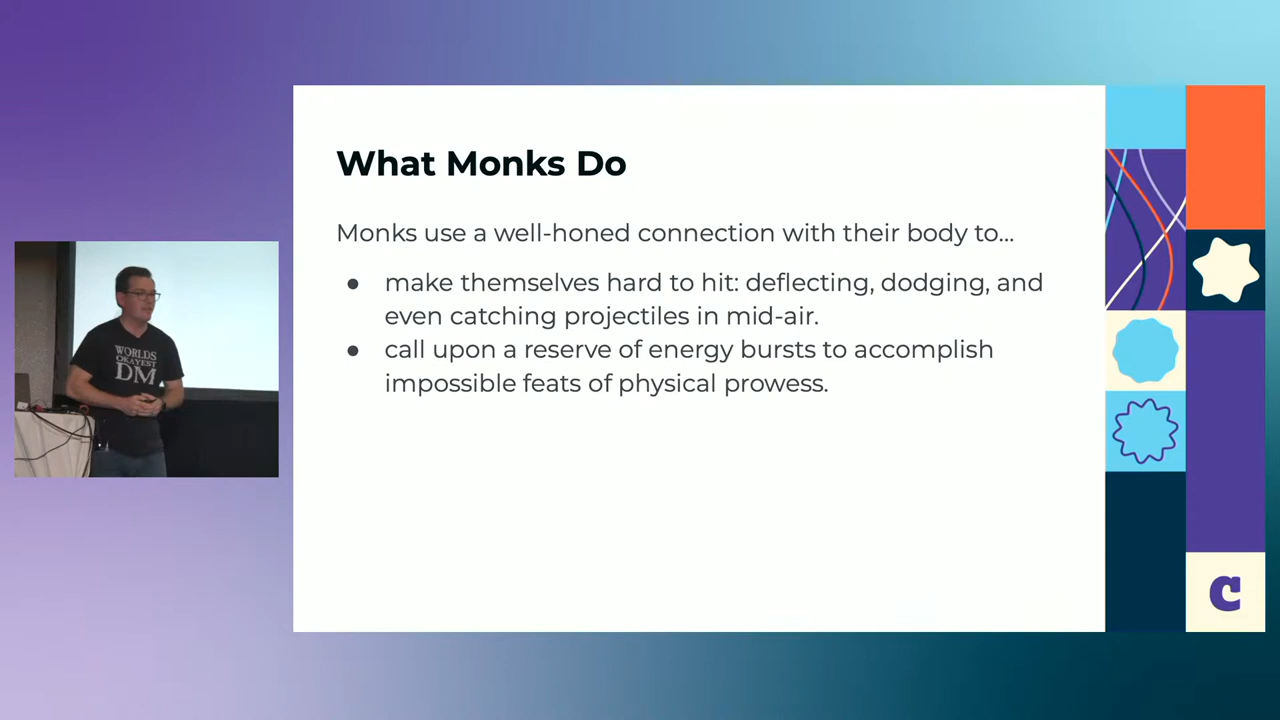 What Monks Do
Monks use a well-honed connection with their body to...
● make themselves hard to hit: deflecting, dodging, and
even catching projectiles in mid-air.
● call upon a reserve of energy bursts to accomplish
impossible feats of physical prowess.
WORLDS
OKAYEST
DM
C